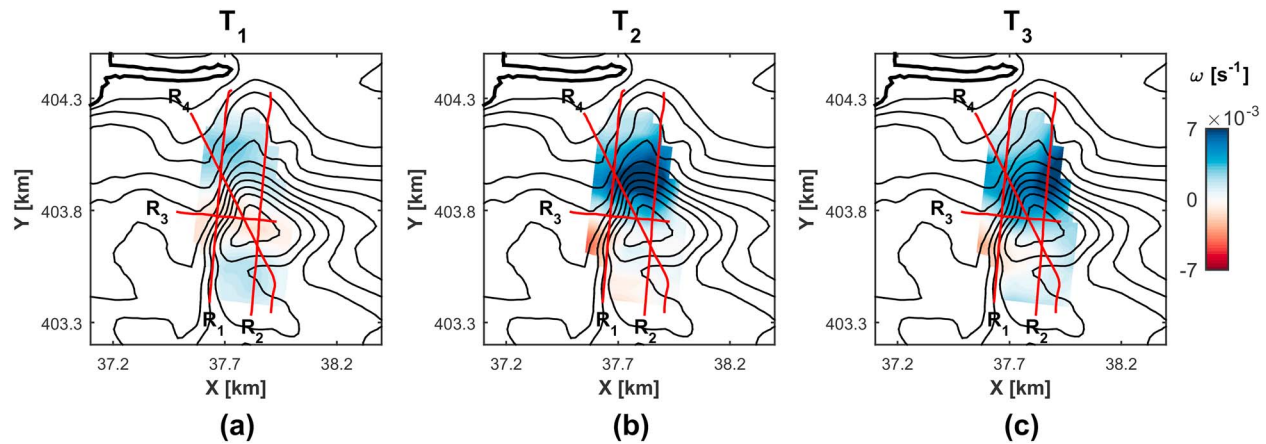 T1
T2
T3
ω [s-1]
×10-3
7
0
-7
Y [km]
404.3
403.8
403.3
R4
R3
R1
R2
37.2
37.7
38.2
X [km]
(a)
Y [km]
404.3
403.8
403.3
R4
R3
R1
R2
37.2
37.7
38.2
X [km]
(b)
Y [km]
404.3
403.8
403.3
R4
R3
R1
R2
37.2
37.7
38.2
X [km]
(c)